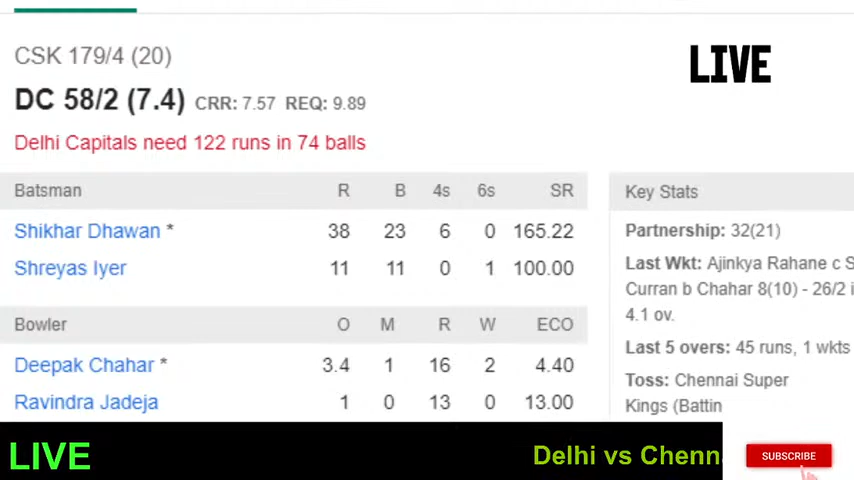 CSK 179/4 (20)
LIVE
DC 58/2 (7.4) CRR: 7.57 REQ: 9.89
Delhi Capitals need 122 runs in 74 balls
Batsman R B 4s 6s SR
Shikhar Dhawan * 38 23 6 0 165.22
Shreyas Iyer 11 11 0 1 100.00
Bowler O M R W ECO
Deepak Chahar * 3.4 1 16 2 4.40
Ravindra Jadeja 1 0 13 0 13.00
Key Stats
Partnership: 32(21)
Last Wkt: Ajinkya Rahane c S
Curran b Chahar 8(10) - 26/2 i
4.1 ov.
Last 5 overs: 45 runs, 1 wkts
Toss: Chennai Super
Kings (Battin
LIVE
Delhi vs Chenn
SUBSCRIBE